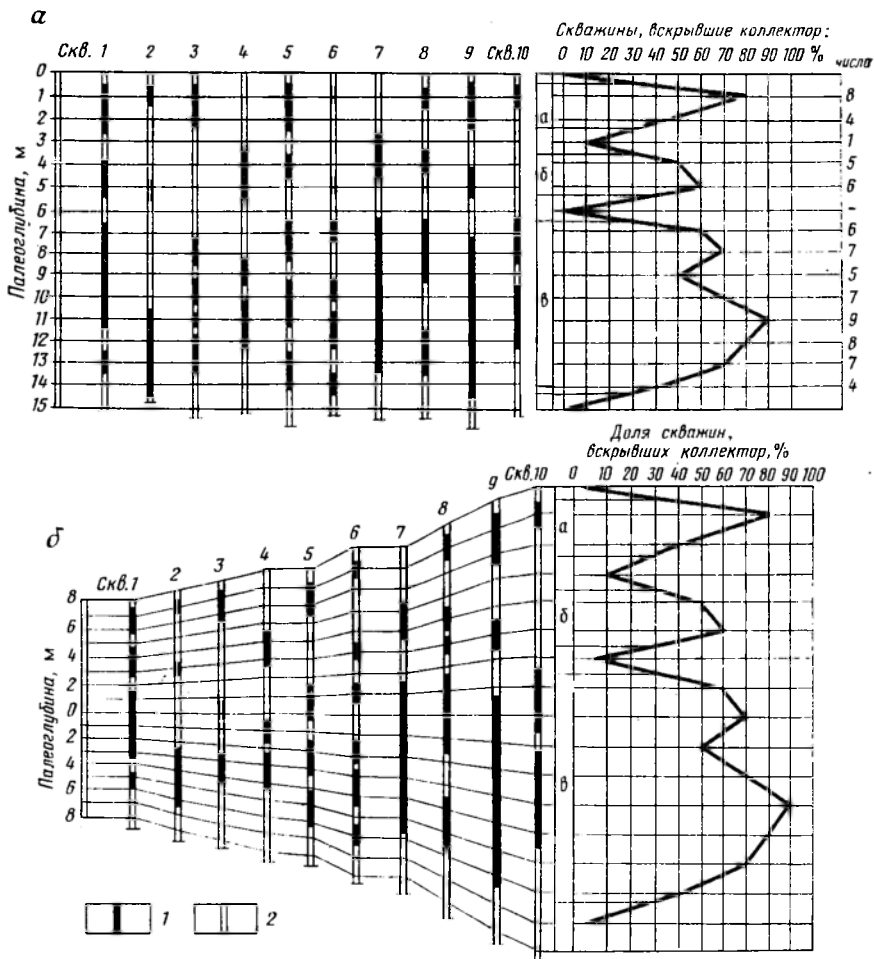 а
Скважины, вскрывшие коллектор:
Скв. 1 2 3 4 5 6 7 8 9 Скв.10
0 10 20 30 40 50 60 70 80 90 100 %
числа
Палеоглубина, м
0
1
2
3
4
5
6
7
8
9
10
11
12
13
14
15
а
б
в
8
4
1
5
6
–
6
7
5
7
9
8
7
4
Доля скважин,
вскрывших коллектор, %
0 10 20 30 40 50 60 70 80 90 100
б
Скв.1 2 3 4 5 6 7 8 9 Скв.10
Палеоглубина, м
8
6
4
2
0
2
4
6
8
а
б
в
1
2